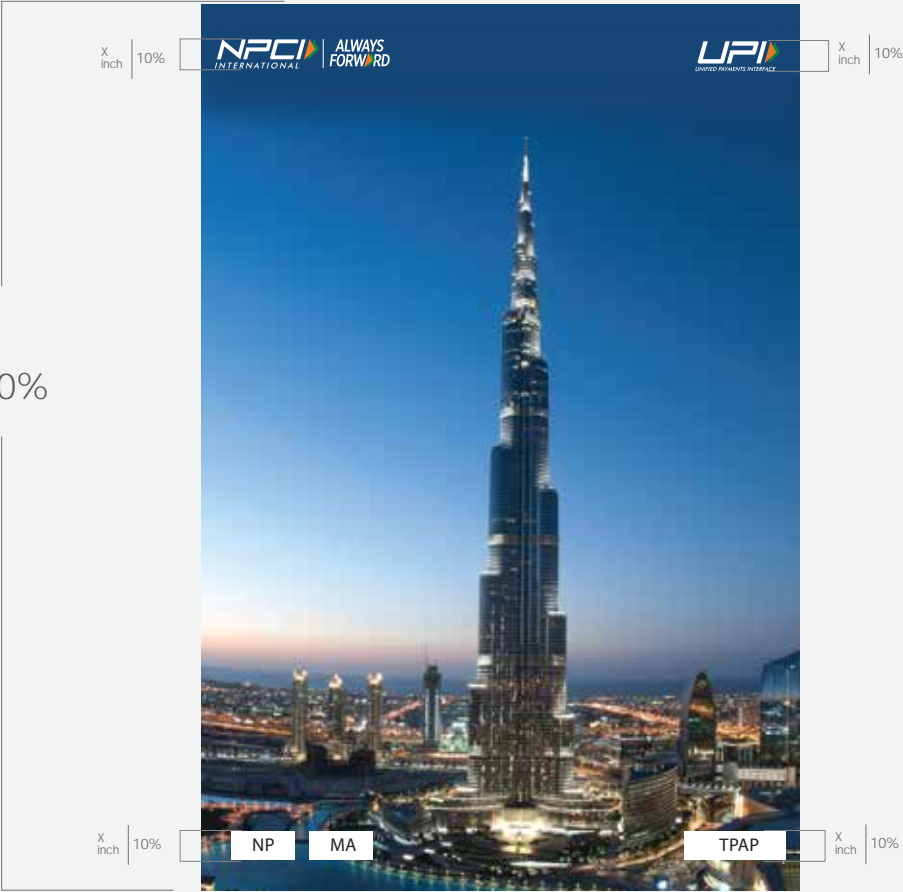 X
inch
10%
NPCI
INTERNATIONAL
ALWAYS
FORWARD
UPI
UNIFIED PAYMENTS INTERFACE
X
inch
10%
0%
X
inch
10%
NP
MA
TPAP
X
inch
10%